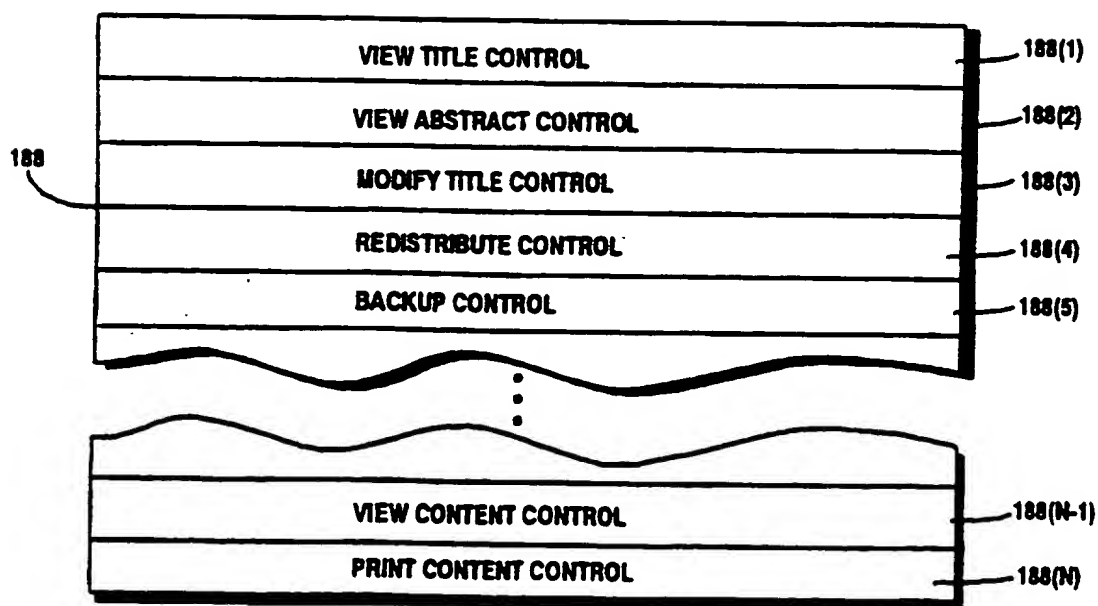 VIEW TITLE CONTROL 188(1)
VIEW ABSTRACT CONTROL 188(2)
188
MODIFY TITLE CONTROL 188(3)
REDISTRIBUTE CONTROL 188(4)
BACKUP CONTROL 188(5)
VIEW CONTENT CONTROL 188(N-1)
PRINT CONTENT CONTROL 188(N)